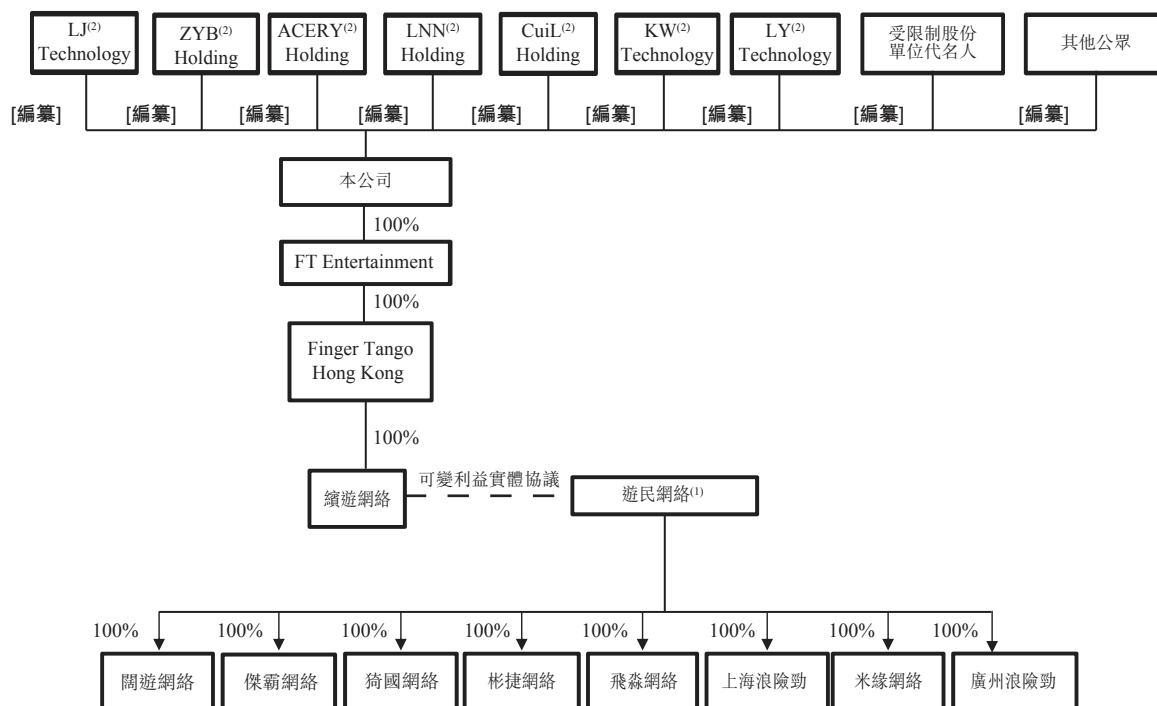 LJ(2)
Technology
ZYB(2)
Holding
ACERY(2)
Holding
LNN(2)
Holding
CuiL(2)
Holding
KW(2)
Technology
LY(2)
Technology
受限制股份
單位代名人
其他公眾
[編纂]
[編纂]
[編纂]
[編纂]
[編纂]
[編纂]
[編纂]
[編纂]
[編纂]
本公司
100%
FT Entertainment
100%
Finger Tango
Hong Kong
100%
繽遊網絡
可變利益實體協議
遊民網絡(1)
100%
100%
100%
100%
100%
100%
100%
100%
闊遊網絡
傑霸網絡
猗國網絡
彬捷網絡
飛淼網絡
上海浪險勁
米緣網絡
廣州浪險勁